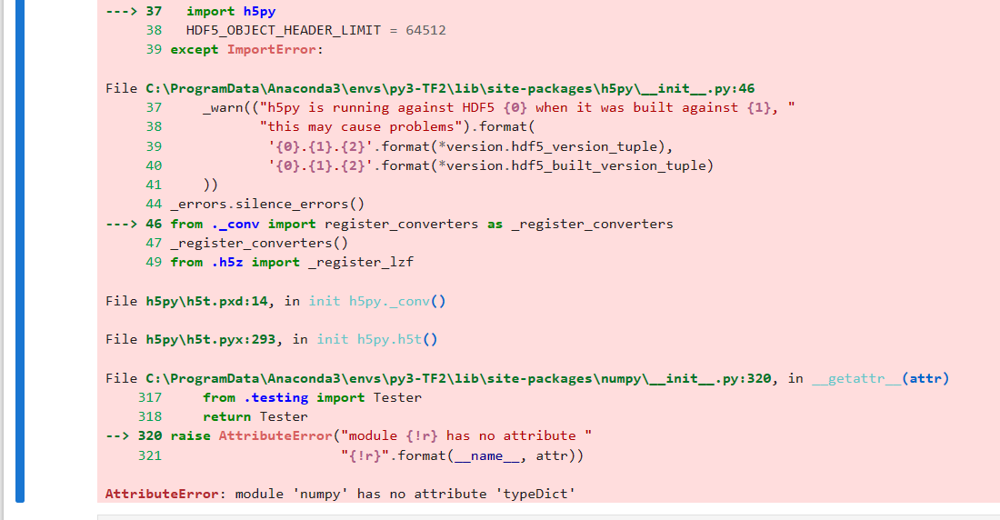 ---> 37   import h5py
     38   HDF5_OBJECT_HEADER_LIMIT = 64512
     39 except ImportError:
File C:\ProgramData\Anaconda3\envs\py3-TF2\lib\site-packages\h5py\__init__.py:46
     37     _warn(("h5py is running against HDF5 {0} when it was built against {1}, "
     38            "this may cause problems").format(
     39             '{0}.{1}.{2}'.format(*version.hdf5_version_tuple),
     40             '{0}.{1}.{2}'.format(*version.hdf5_built_version_tuple)
     41     ))
     44 _errors.silence_errors()
---> 46 from ._conv import register_converters as _register_converters
     47 _register_converters()
     49 from .h5z import _register_lzf
File h5py\h5t.pxd:14, in init h5py._conv()
File h5py\h5t.pyx:293, in init h5py.h5t()
File C:\ProgramData\Anaconda3\envs\py3-TF2\lib\site-packages\numpy\__init__.py:320, in __getattr__(attr)
    317     from .testing import Tester
    318     return Tester
--> 320 raise AttributeError("module {!r} has no attribute "
    321                      "{!r}".format(__name__, attr))
AttributeError: module 'numpy' has no attribute 'typeDict'